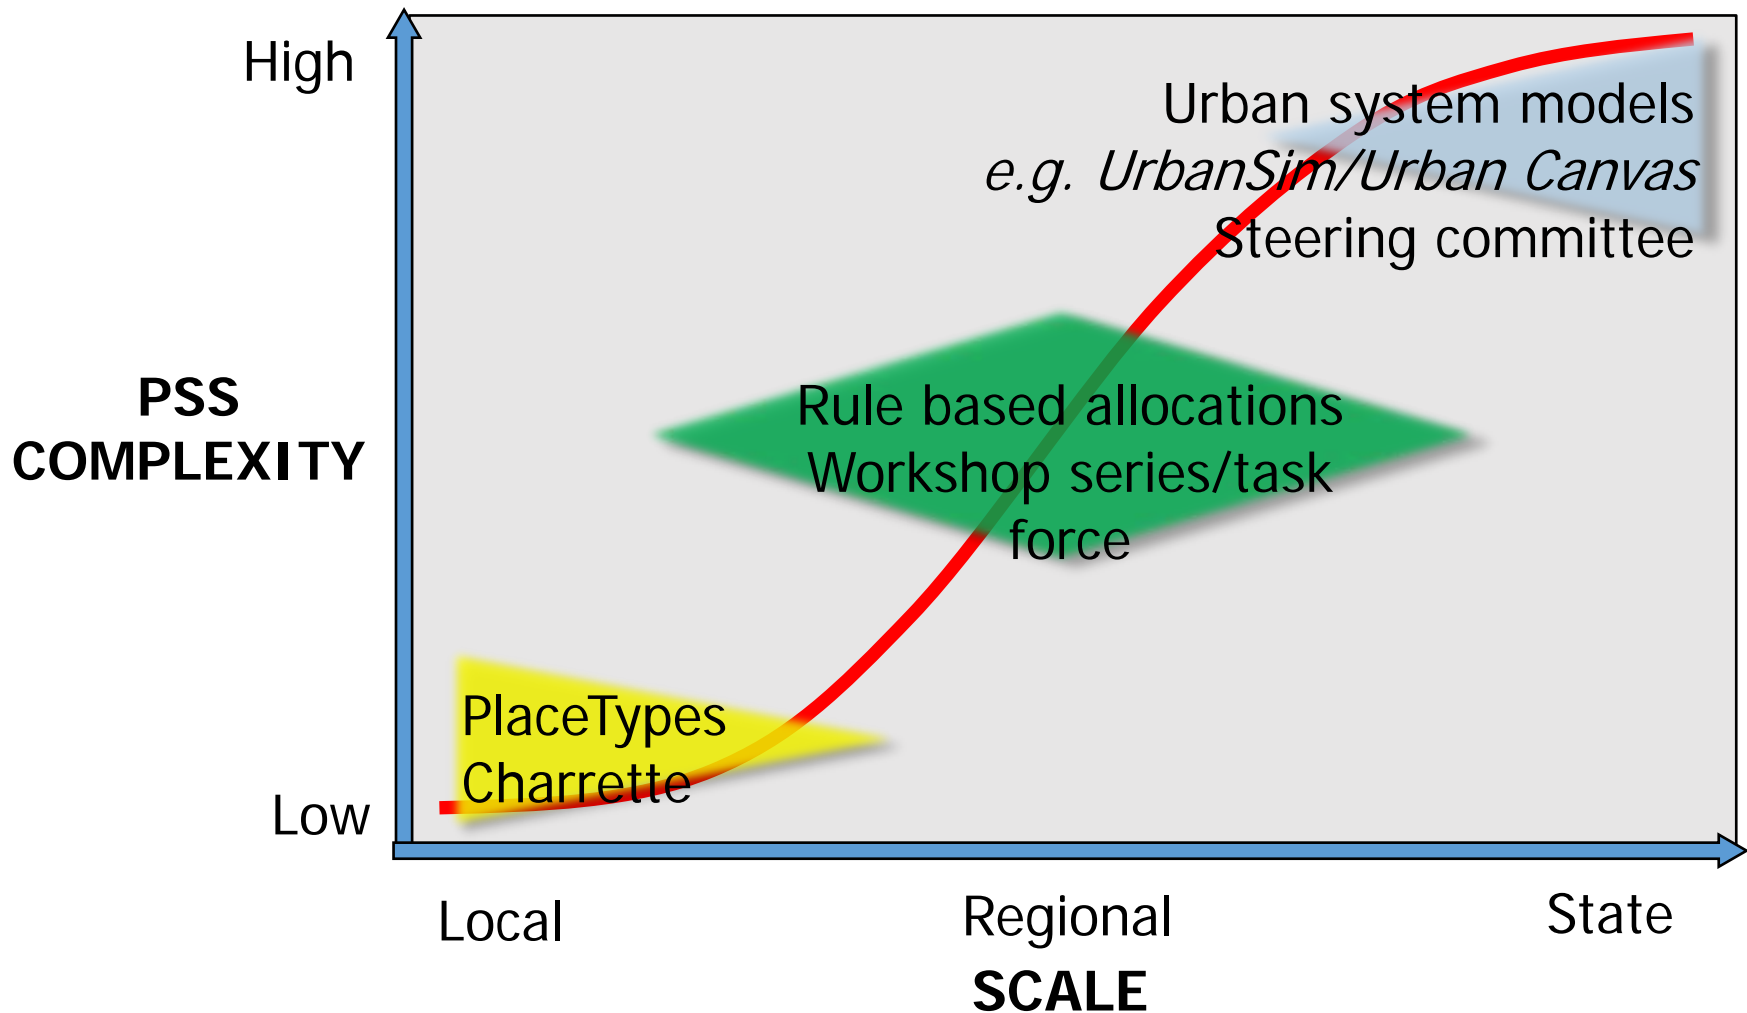 High
Urban system models
e.g. UrbanSim/Urban Canvas
Steering committee
PSS
COMPLEXITY
Rule based allocations
Workshop series/task
force
PlaceTypes
Charrette
Low
Local
Regional
State
SCALE